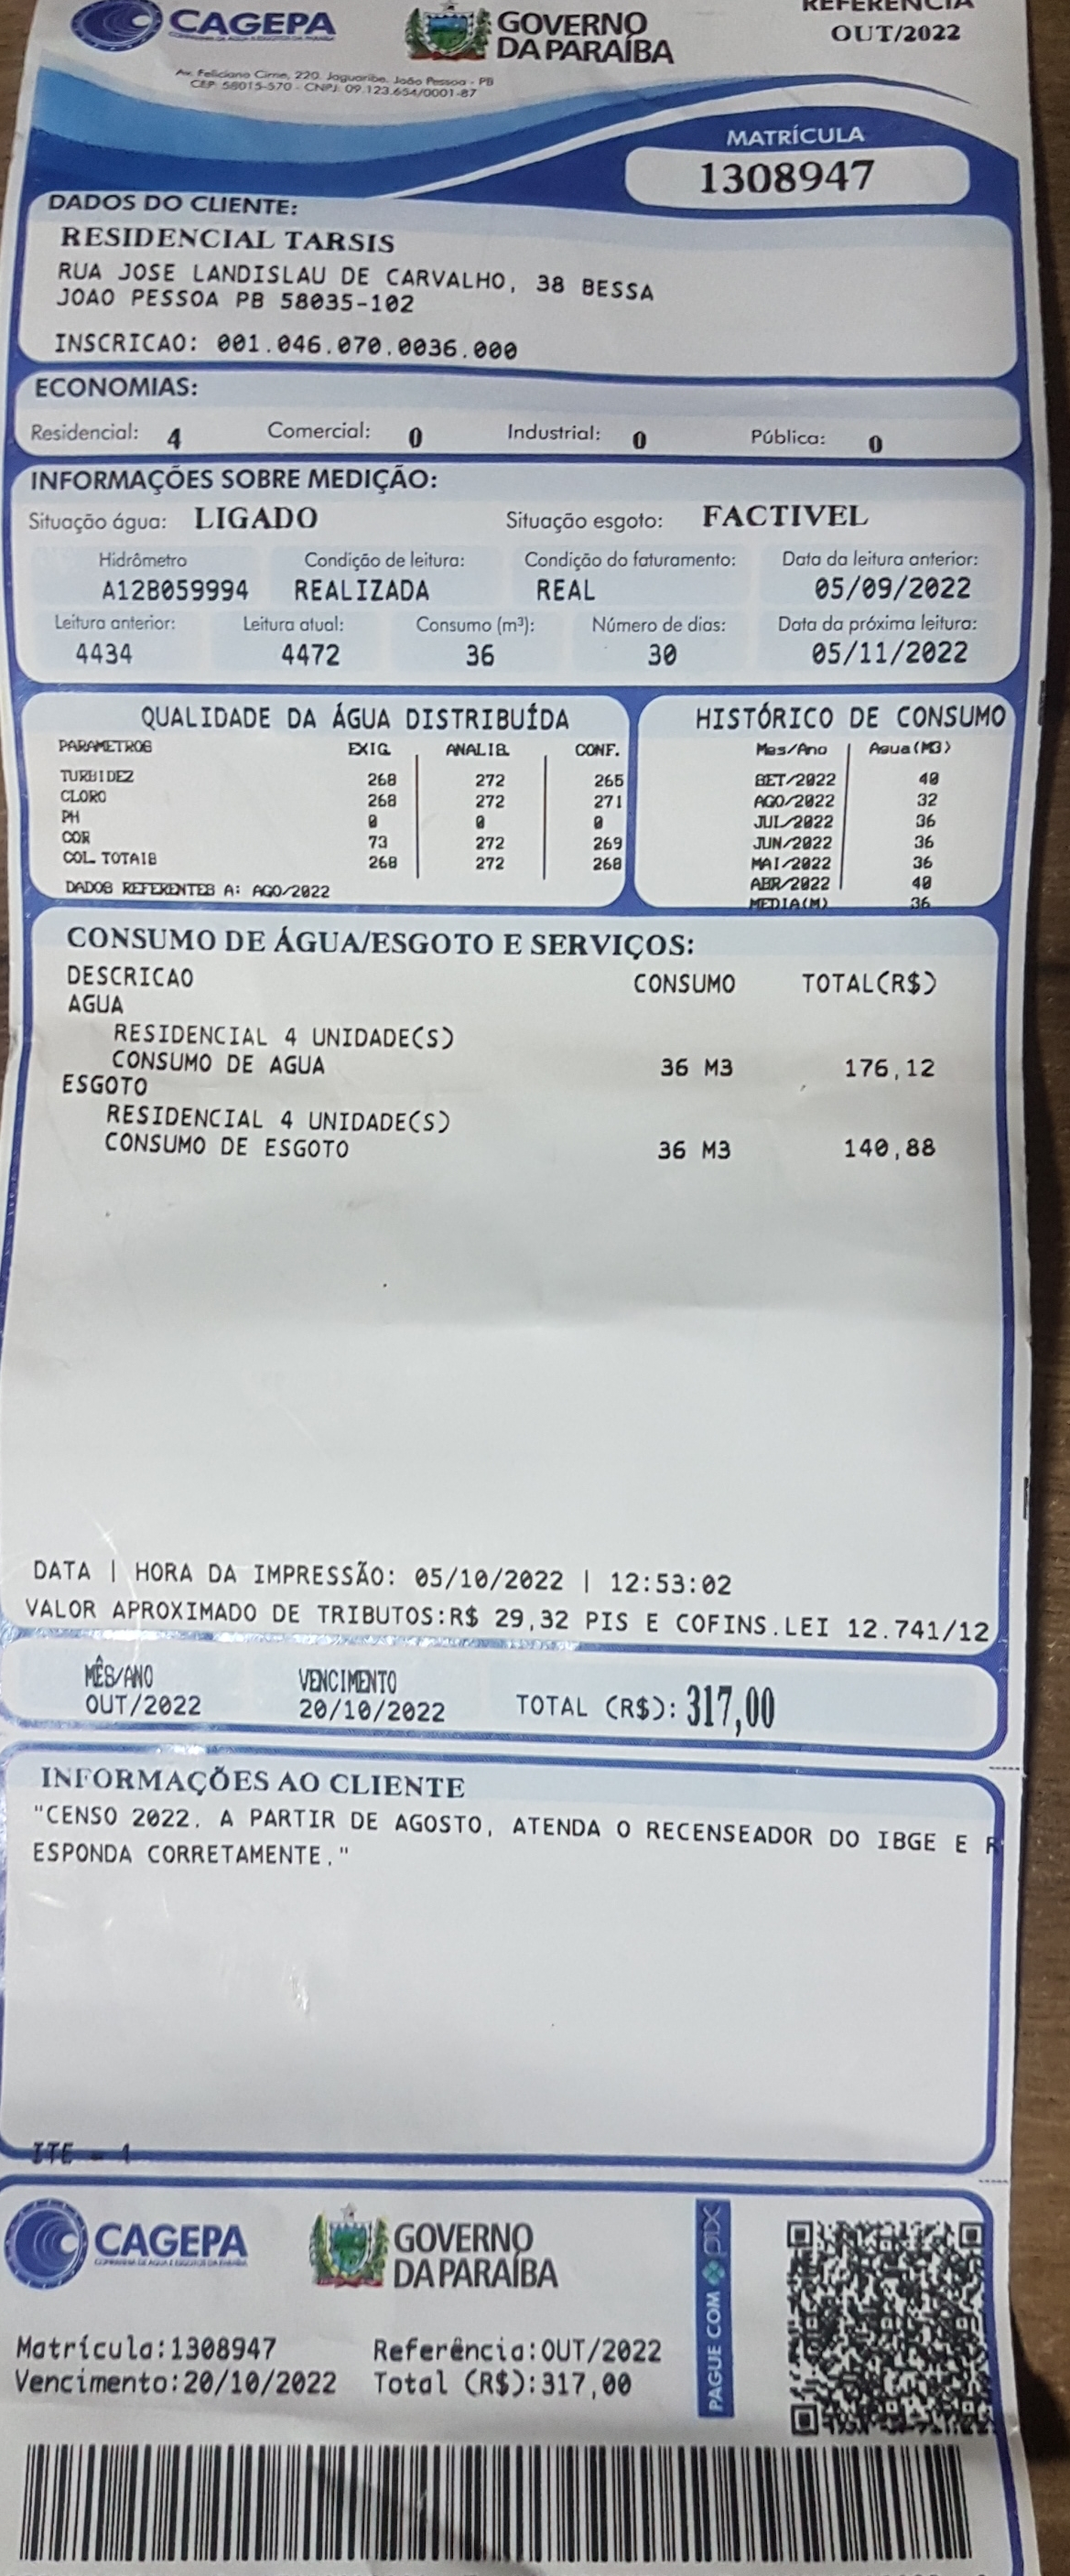 CAGEPA
COMPANHIA DE ÁGUA E ESGOTOS DA PARAÍBA
GOVERNO
DA PARAÍBA
REFERÊNCIA
OUT/2022
Av. Feliciano Cirne, 220, Jaguaribe, João Pessoa - PB
CEP: 58015-570 - CNPJ: 09.123.654/0001-87
MATRÍCULA
1308947
DADOS DO CLIENTE:
RESIDENCIAL TARSIS
RUA JOSE LANDISLAU DE CARVALHO, 38 BESSA
JOAO PESSOA PB 58035-102
INSCRICAO: 001.046.070.0036.000
ECONOMIAS:
Residencial: 4 Comercial: 0 Industrial: 0 Pública: 0
INFORMAÇÕES SOBRE MEDIÇÃO:
Situação água: LIGADO Situação esgoto: FACTIVEL
Hidrômetro Condição de leitura: Condição do faturamento: Data da leitura anterior:
A12B059994 REALIZADA REAL 05/09/2022
Leitura anterior: Leitura atual: Consumo (m³): Número de dias: Data da próxima leitura:
4434 4472 36 30 05/11/2022
QUALIDADE DA ÁGUA DISTRIBUÍDA
PARAMETROS EXIG. ANALIS. CONF.
TURBIDEZ 268 272 265
CLORO 268 272 271
PH 0 0 0
COR 73 272 269
COL. TOTAIS 268 272 268
DADOS REFERENTES A: AGO/2022
HISTÓRICO DE CONSUMO
Mes/Ano Agua(M3)
SET/2022 40
AGO/2022 32
JUL/2022 36
JUN/2022 36
MAI/2022 36
ABR/2022 40
MEDIA(M) 36
CONSUMO DE ÁGUA/ESGOTO E SERVIÇOS:
DESCRICAO CONSUMO TOTAL(R$)
AGUA
RESIDENCIAL 4 UNIDADE(S)
CONSUMO DE AGUA 36 M3 176,12
ESGOTO
RESIDENCIAL 4 UNIDADE(S)
CONSUMO DE ESGOTO 36 M3 140,88
DATA | HORA DA IMPRESSÃO: 05/10/2022 | 12:53:02
VALOR APROXIMADO DE TRIBUTOS:R$ 29,32 PIS E COFINS.LEI 12.741/12
MÊS/ANO VENCIMENTO
OUT/2022 20/10/2022 TOTAL (R$): 317,00
INFORMAÇÕES AO CLIENTE
"CENSO 2022. A PARTIR DE AGOSTO, ATENDA O RECENSEADOR DO IBGE E R
ESPONDA CORRETAMENTE."
ITE - 1
CAGEPA
COMPANHIA DE ÁGUA E ESGOTOS DA PARAÍBA
GOVERNO
DA PARAÍBA
PAGUE COM PIX
Matrícula:1308947 Referência:OUT/2022
Vencimento:20/10/2022 Total (R$):317,00